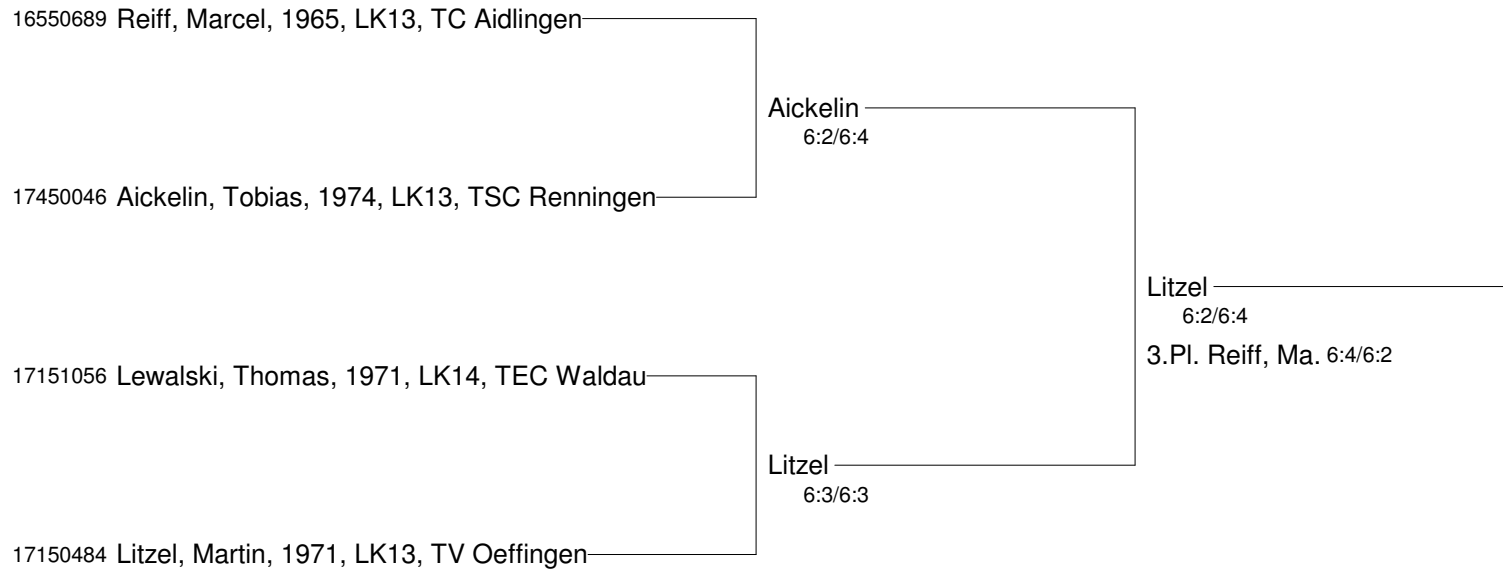 16550689 Reiff, Marcel, 1965, LK13, TC Aidlingen
Aickelin
6:2/6:4
17450046 Aickelin, Tobias, 1974, LK13, TSC Renningen
Litzel
6:2/6:4
3.Pl. Reiff, Ma. 6:4/6:2
17151056 Lewalski, Thomas, 1971, LK14, TEC Waldau
Litzel
6:3/6:3
17150484 Litzel, Martin, 1971, LK13, TV Oeffingen